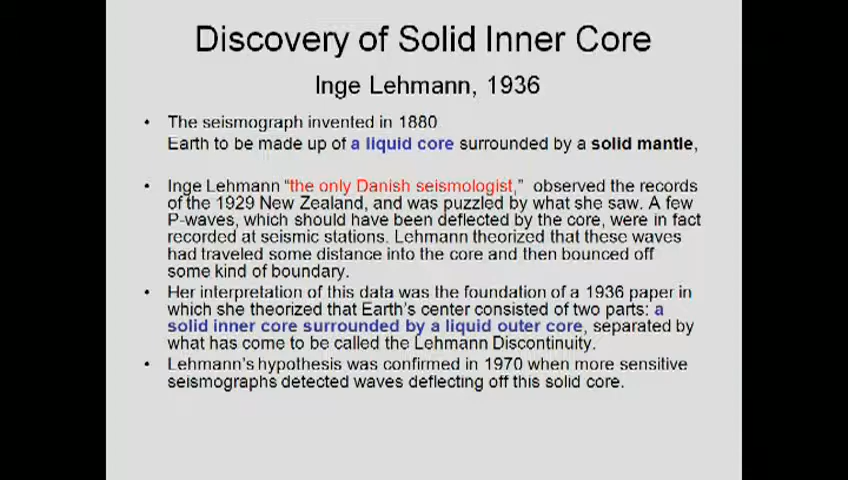 Discovery of Solid Inner Core
Inge Lehmann, 1936
• The seismograph invented in 1880
Earth to be made up of a liquid core surrounded by a solid mantle,
• Inge Lehmann “the only Danish seismologist,” observed the records
of the 1929 New Zealand, and was puzzled by what she saw. A few
P-waves, which should have been deflected by the core, were in fact
recorded at seismic stations. Lehmann theorized that these waves
had traveled some distance into the core and then bounced off
some kind of boundary.
• Her interpretation of this data was the foundation of a 1936 paper in
which she theorized that Earth's center consisted of two parts: a
solid inner core surrounded by a liquid outer core, separated by
what has come to be called the Lehmann Discontinuity.
• Lehmann's hypothesis was confirmed in 1970 when more sensitive
seismographs detected waves deflecting off this solid core.